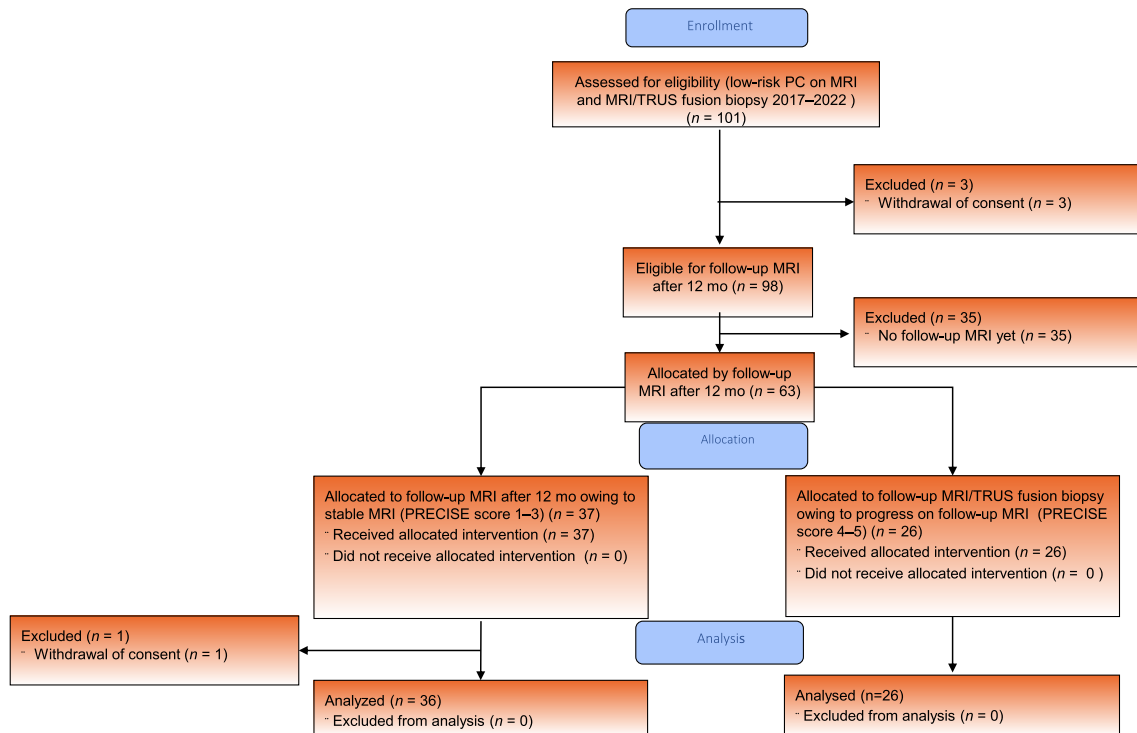 Enrollment
Assessed for eligibility (low-risk PC on MRI
and MRI/TRUS fusion biopsy 2017–2022 )
(n = 101)
Excluded (n = 3)
¨ Withdrawal of consent (n = 3)
Eligible for follow-up MRI
after 12 mo (n = 98)
Excluded (n = 35)
¨ No follow-up MRI yet (n = 35)
Allocated by follow-up
MRI after 12 mo (n = 63)
Allocation
Allocated to follow-up MRI after 12 mo owing to
stable MRI (PRECISE score 1–3) (n = 37)
¨ Received allocated intervention (n = 37)
¨ Did not receive allocated intervention (n = 0)
Allocated to follow-up MRI/TRUS fusion biopsy
owing to progress on follow-up MRI (PRECISE
score 4–5) (n = 26)
¨ Received allocated intervention (n = 26)
¨ Did not receive allocated intervention (n = 0 )
Excluded (n = 1)
¨ Withdrawal of consent (n = 1)
Analysis
Analyzed (n = 36)
¨ Excluded from analysis (n = 0)
Analysed (n=26)
¨ Excluded from analysis (n = 0)